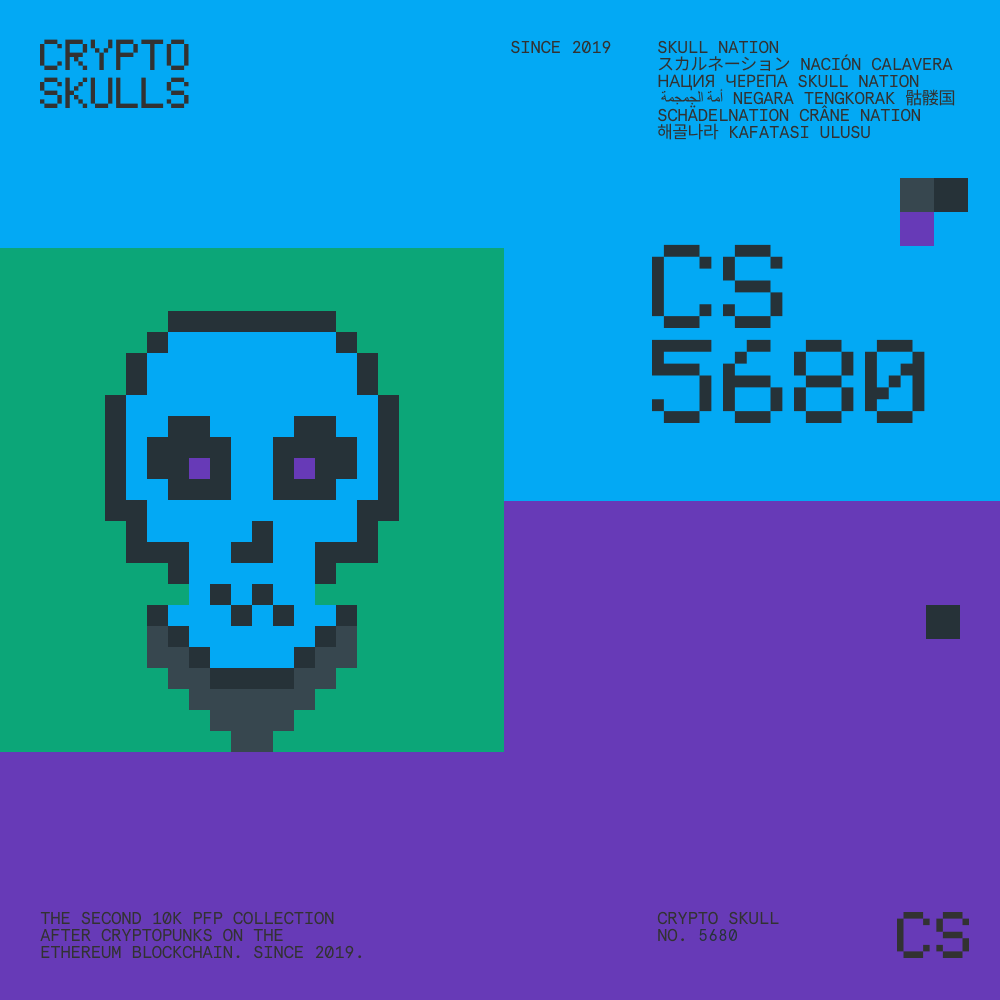 CRYPTO
SKULLS
SINCE 2019
SKULL NATION
スカルネーション NACIÓN CALAVERA
НАЦИЯ ЧЕРЕПА SKULL NATION
أمة الجمجمة NEGARA TENGKORAK 骷髅国
SCHÄDELNATION CRÂNE NATION
해골나라 KAFATASI ULUSU
CS
5680
THE SECOND 10K PFP COLLECTION
AFTER CRYPTOPUNKS ON THE
ETHEREUM BLOCKCHAIN. SINCE 2019.
CRYPTO SKULL
NO. 5680
CS